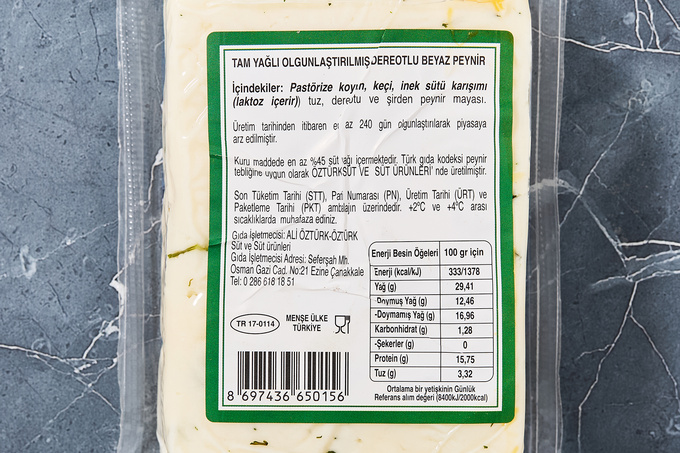 TAM YAĞLI OLGUNLAŞTIRILMIŞ DEREOTLU BEYAZ PEYNİR
İçindekiler: Pastörize koyun, keçi, inek sütü karışımı
(laktoz içerir) tuz, dereotu ve şirden peynir mayası.
Üretim tarihinden itibaren en az 240 gün olgunlaştırılarak piyasaya
arz edilmiştir.
Kuru maddede en az %45 süt yağı içermektedir. Türk gıda kodeksi peynir
tebliğine uygun olarak ÖZTÜRKSÜT VE SÜT ÜRÜNLERİ' nde üretilmiştir.
Son Tüketim Tarihi (STT), Parti Numarası (PN), Üretim Tarihi (ÜRT) ve
Paketleme Tarihi (PKT) ambalajın üzerindedir. +2°C ve +4°C arası
sıcaklıklarda muhafaza ediniz.
Gıda İşletmecisi: ALİ ÖZTÜRK-ÖZTÜRK
Süt ve Süt ürünleri
Gıda İşletmecisi Adresi: Seferşah Mh.
Osman Gazi Cad. No:21 Ezine Çanakkale
Tel: 0 286 618 18 51
TR 17-0114
MENŞE ÜLKE
TÜRKİYE
8 697436 650156
Enerji Besin Öğeleri 100 gr için
Enerji (kcal/kJ) 333/1378
Yağ (g) 29,41
-Doymuş Yağ (g) 12,46
-Doymamış Yağ (g) 16,96
Karbonhidrat (g) 1,28
-Şekerler (g) 0
Protein (g) 15,75
Tuz (g) 3,32
Ortalama bir yetişkinin Günlük
Referans alım değeri (8400kJ/2000kcal)